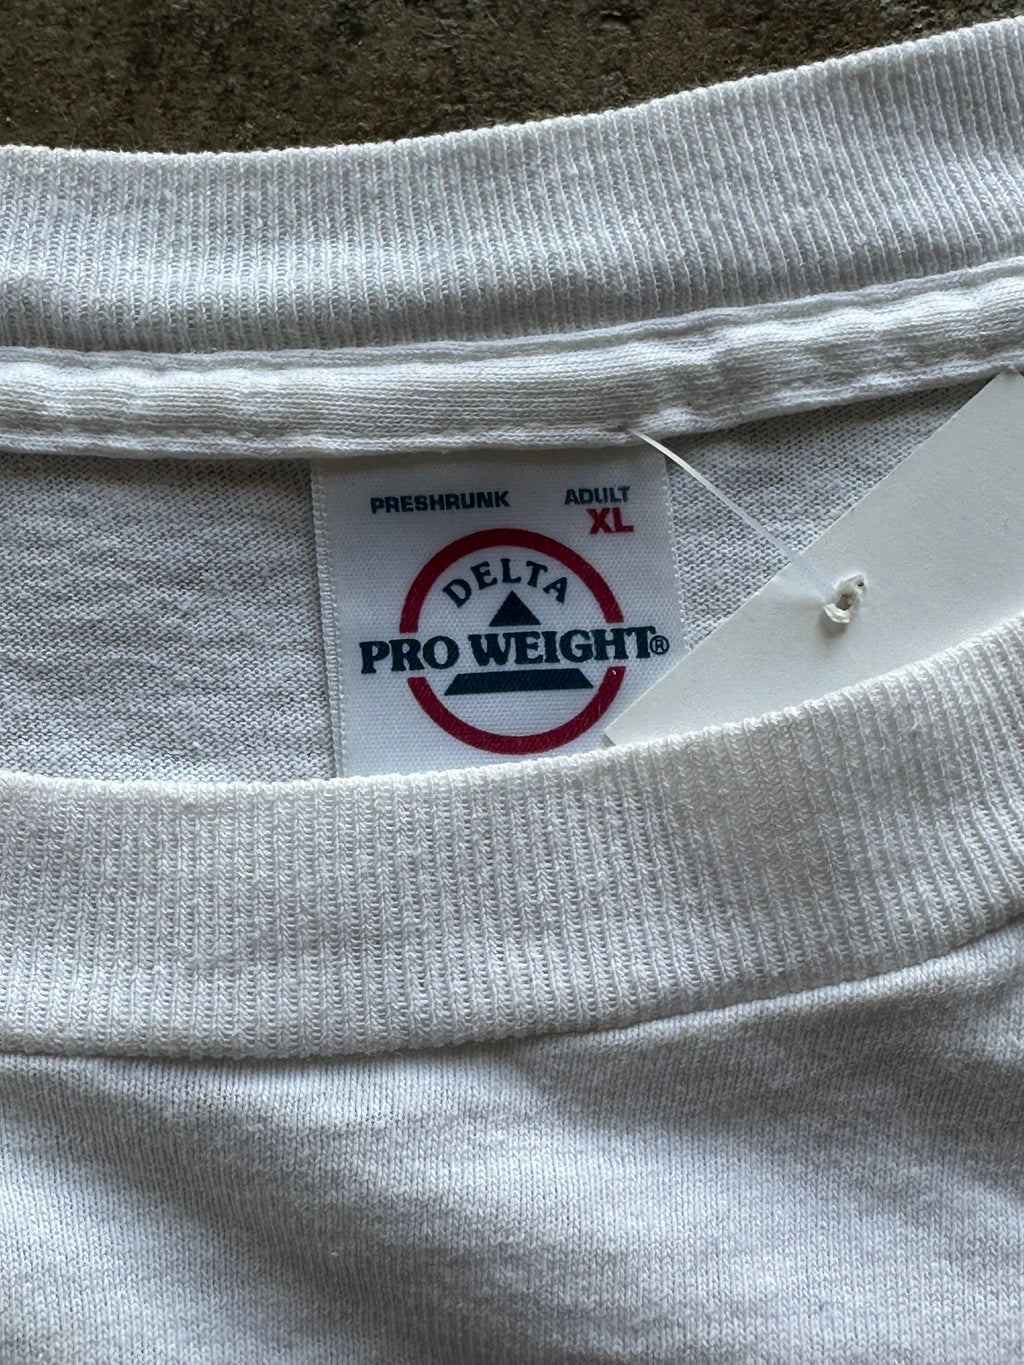 PRESHRUNK ADULT
XL
DELTA
PRO WEIGHT®